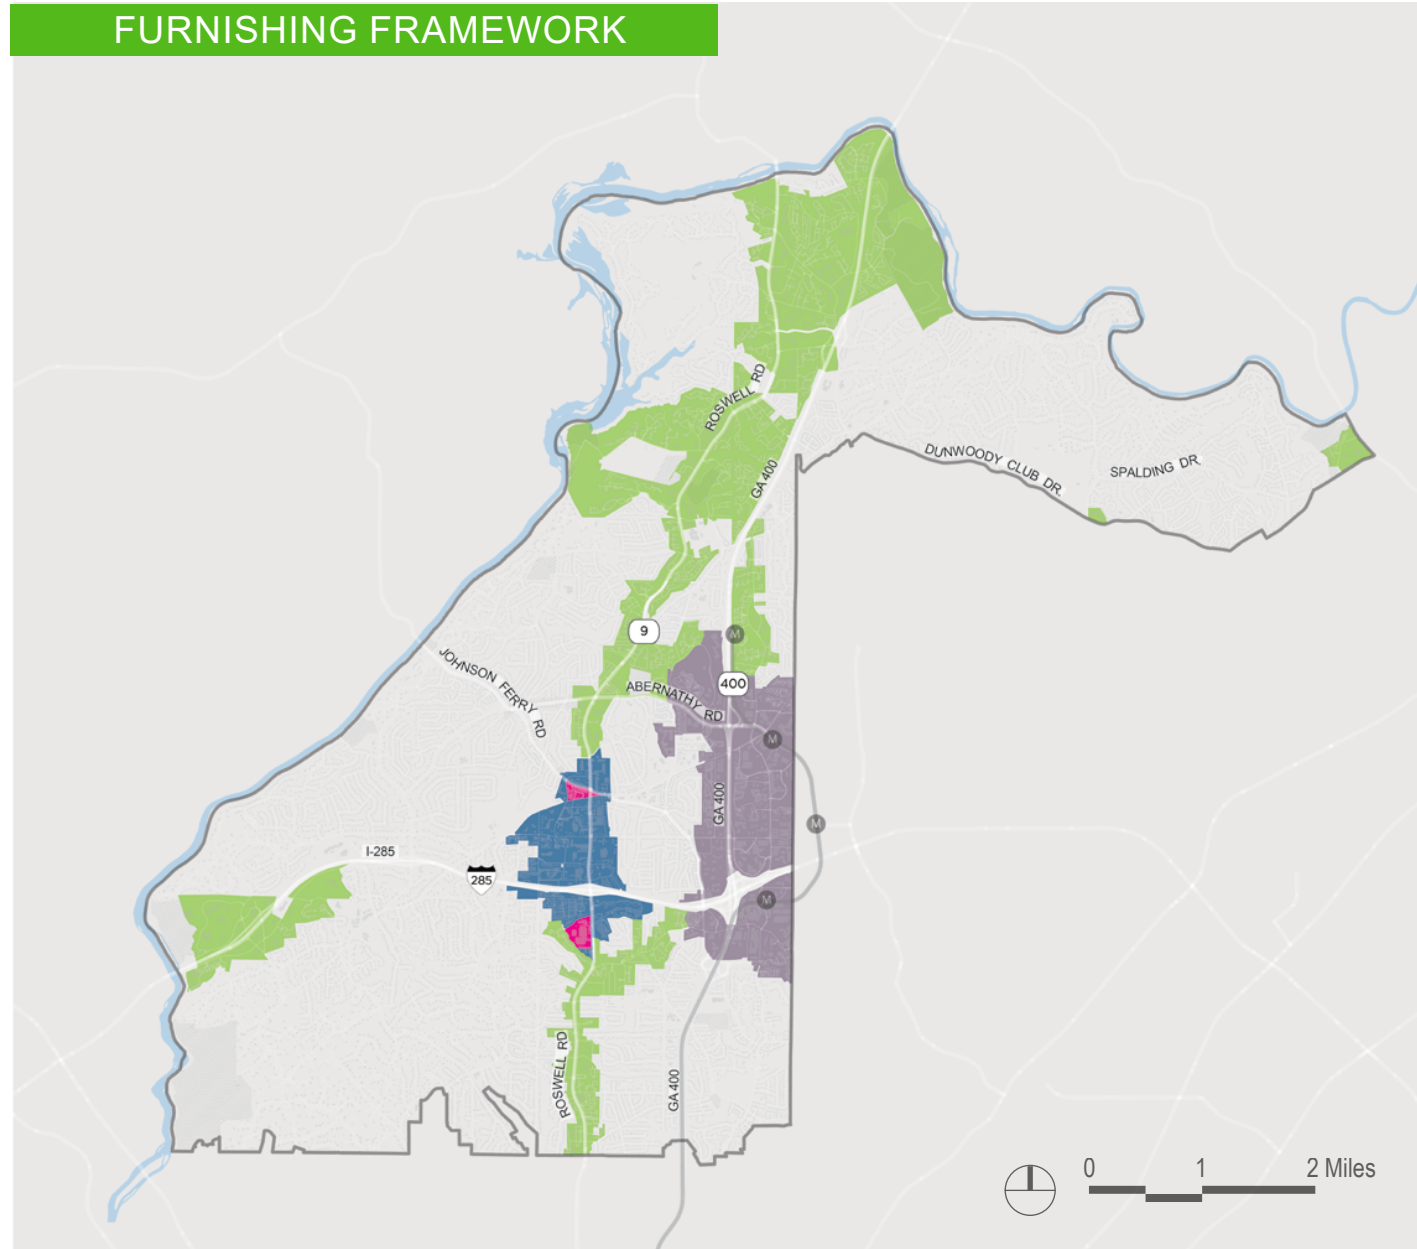 FURNISHING FRAMEWORK
ROSWELL RD
GA 400
DUNWOODY CLUB DR.
SPALDING DR.
9
M
JOHNSON FERRY RD
ABERNATHY RD
400
M
GA 400
M
I-285
285
M
ROSWELL RD
GA 400
0 1 2 Miles